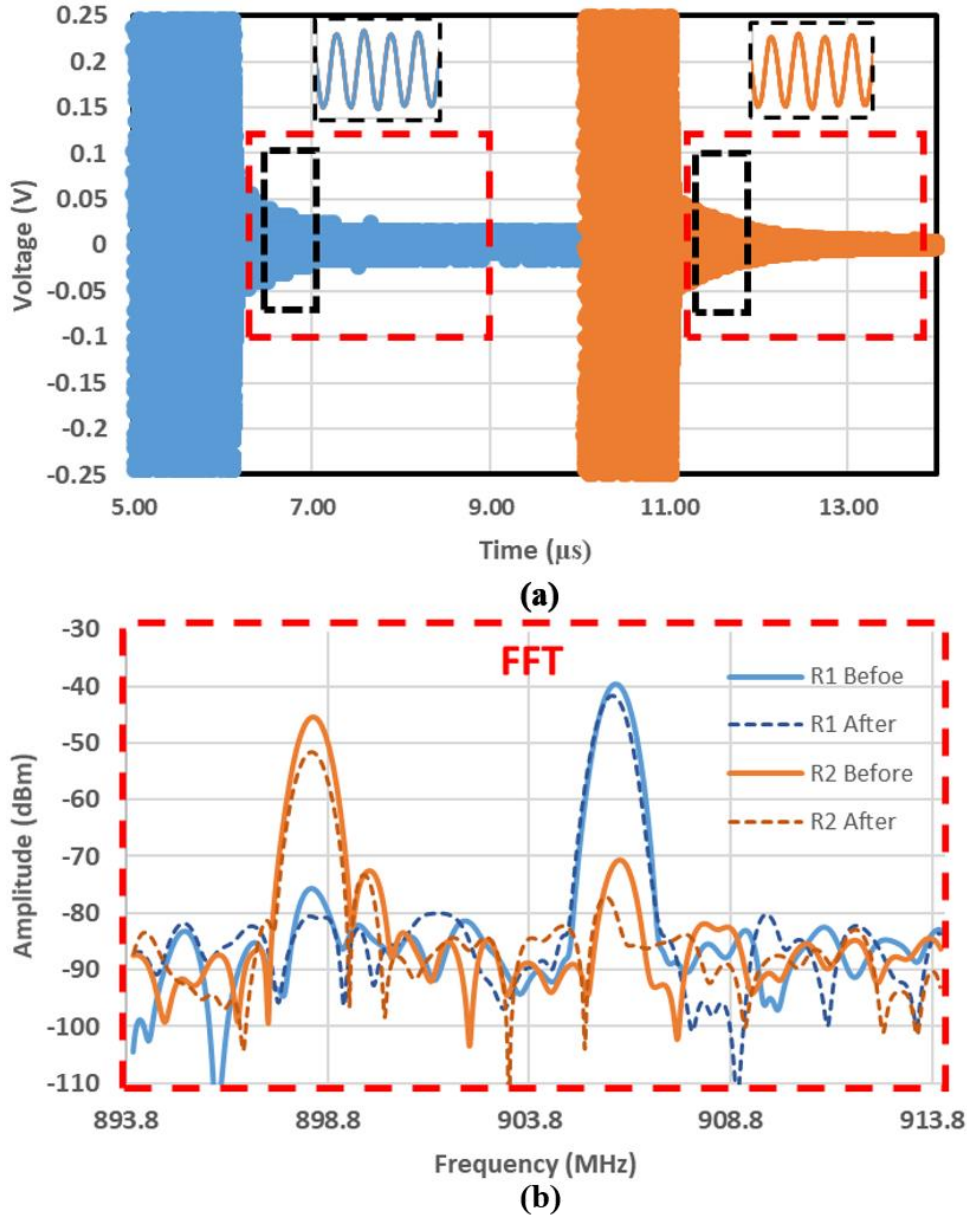 0.25
0.2
0.15
0.1
0.05
0
-0.05
-0.1
-0.15
-0.2
-0.25
Voltage (V)
5.00 7.00 9.00 11.00 13.00
Time (μs)
(a)
-30
-40
-50
-60
-70
-80
-90
-100
-110
Amplitude (dBm)
FFT
R1 Befoe
R1 After
R2 Before
R2 After
893.8 898.8 903.8 908.8 913.8
Frequency (MHz)
(b)